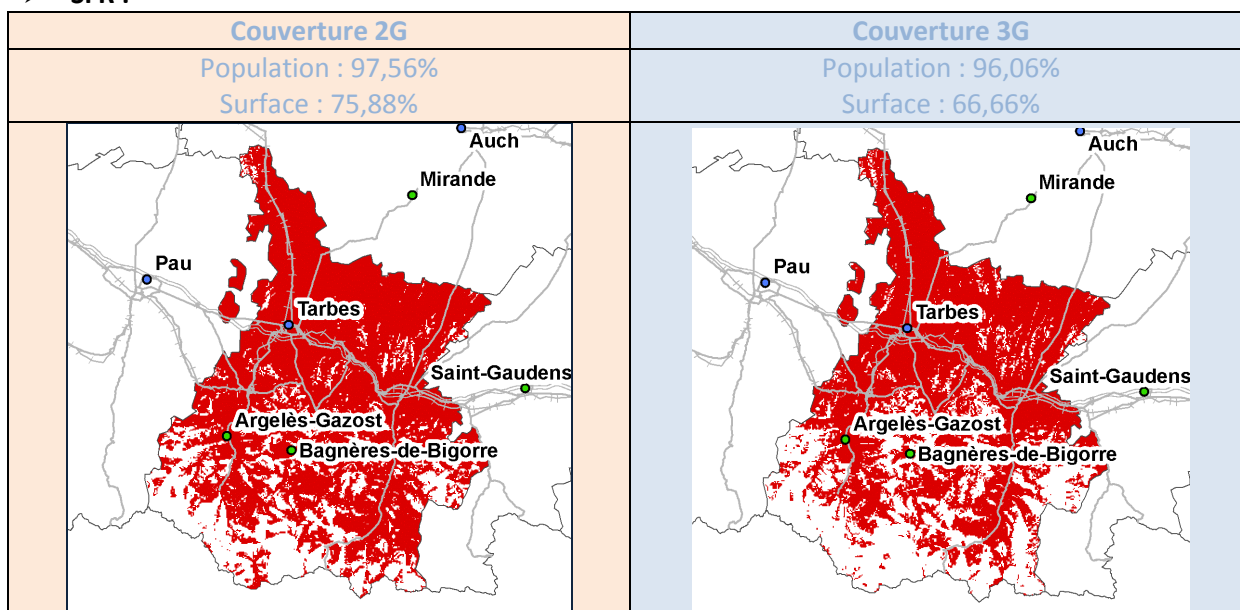 Couverture 2G
Couverture 3G
Population : 97,56%
Surface : 75,88%
Population : 96,06%
Surface : 66,66%
Auch
Mirande
Pau
Tarbes
Saint-Gaudens
Argelès-Gazost
Bagnères-de-Bigorre
Auch
Mirande
Pau
Tarbes
Saint-Gaudens
Argelès-Gazost
Bagnères-de-Bigorre